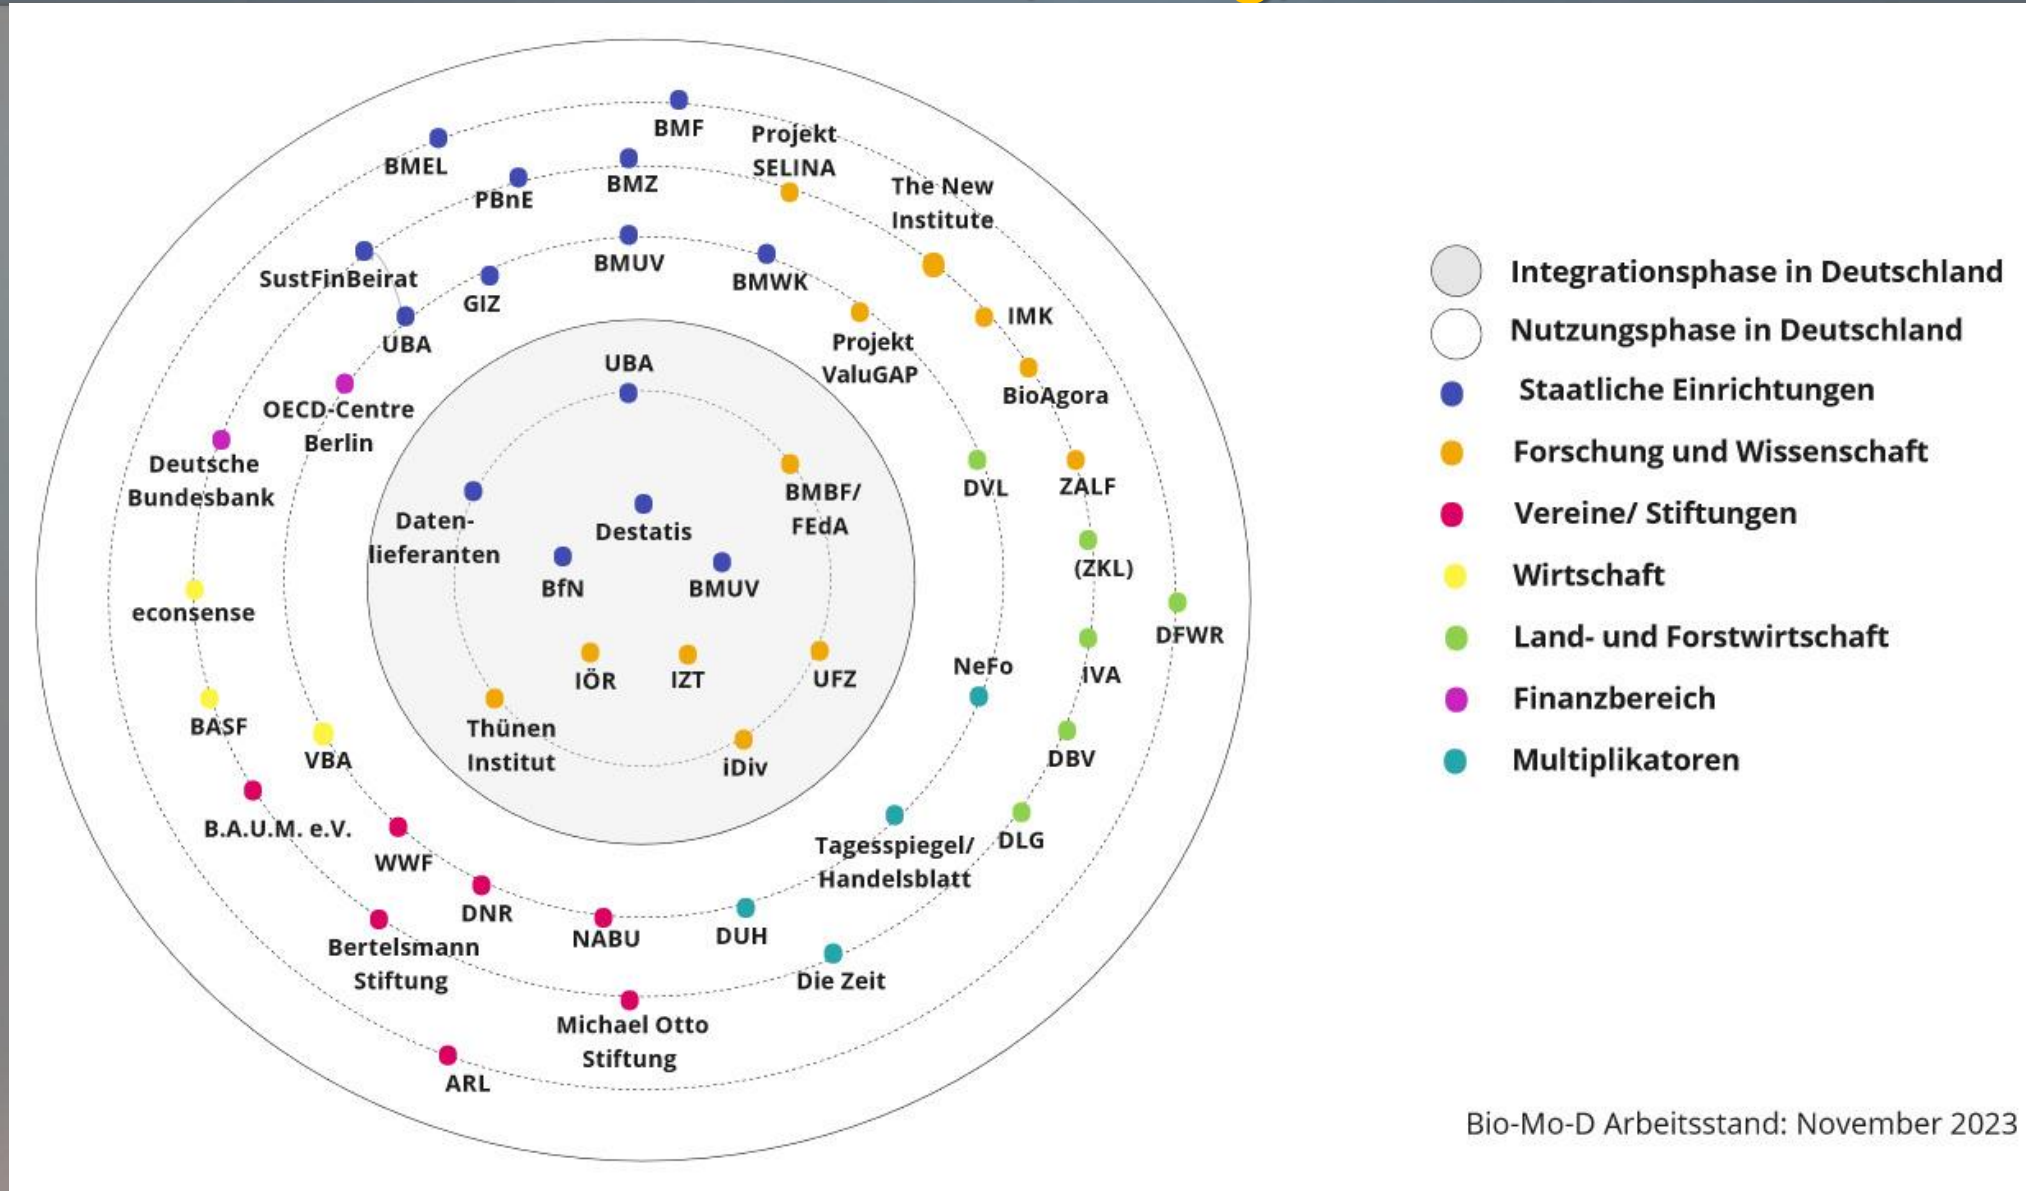 BMF
Projekt
SELINA
BMEL
PBnE
BMZ
The New
Institute
SustFinBeirat
GIZ
BMUV
BMWK
IMK
UBA
Projekt
ValuGAP
BioAgora
OECD-Centre
Berlin
Deutsche
Bundesbank
UBA
DVL
ZALF
Daten-
lieferanten
Destatis
BMBF/
FEdA
(ZKL)
econsense
BfN
BMUV
DFWR
IÖR
IZT
UFZ
NeFo
IVA
BASF
VBA
Thünen
Institut
iDiv
DBV
B.A.U.M. e.V.
WWF
Tagesspiegel/
Handelsblatt
DLG
DNR
NABU
DUH
Bertelsmann
Stiftung
Die Zeit
Michael Otto
Stiftung
ARL
Integrationsphase in Deutschland
Nutzungsphase in Deutschland
Staatliche Einrichtungen
Forschung und Wissenschaft
Vereine/ Stiftungen
Wirtschaft
Land- und Forstwirtschaft
Finanzbereich
Multiplikatoren
Bio-Mo-D Arbeitsstand: November 2023